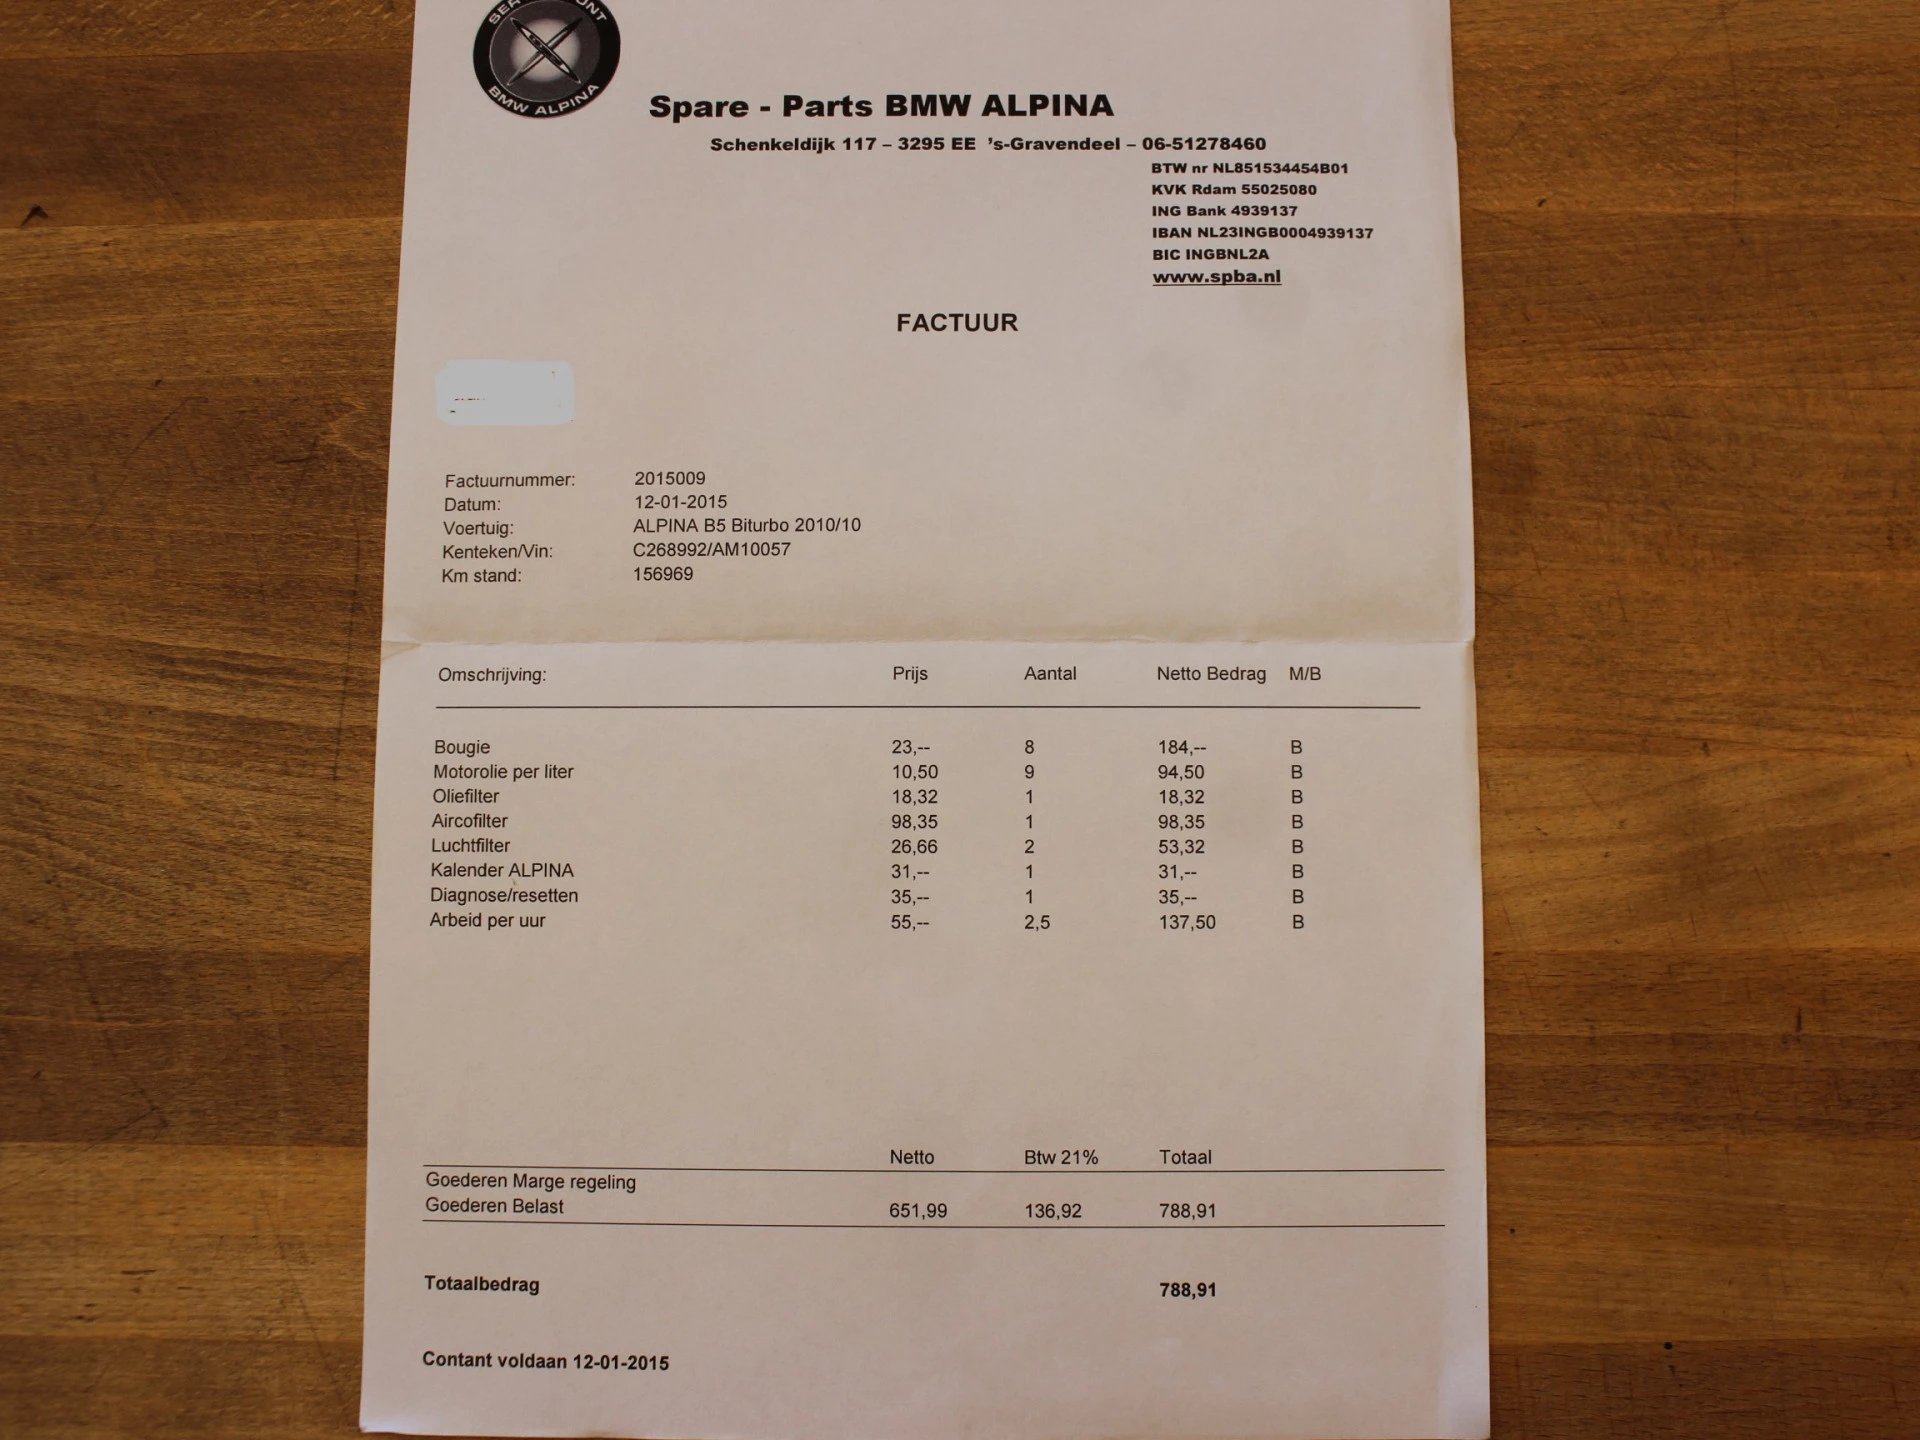 SER
BMW ALPINA
Spare - Parts BMW ALPINA
Schenkeldijk 117 – 3295 EE 's-Gravendeel – 06-51278460
BTW nr NL851534454B01
KVK Rdam 55025080
ING Bank 4939137
IBAN NL23INGB0004939137
BIC INGBNL2A
www.spba.nl
FACTUUR
Factuurnummer: 2015009
Datum: 12-01-2015
Voertuig: ALPINA B5 Biturbo 2010/10
Kenteken/Vin: C268992/AM10057
Km stand: 156969
Omschrijving: Prijs Aantal Netto Bedrag M/B
Bougie 23,-- 8 184,-- B
Motorolie per liter 10,50 9 94,50 B
Oliefilter 18,32 1 18,32 B
Aircofilter 98,35 1 98,35 B
Luchtfilter 26,66 2 53,32 B
Kalender ALPINA 31,-- 1 31,-- B
Diagnose/resetten 35,-- 1 35,-- B
Arbeid per uur 55,-- 2,5 137,50 B
Netto Btw 21% Totaal
Goederen Marge regeling
Goederen Belast 651,99 136,92 788,91
Totaalbedrag 788,91
Contant voldaan 12-01-2015